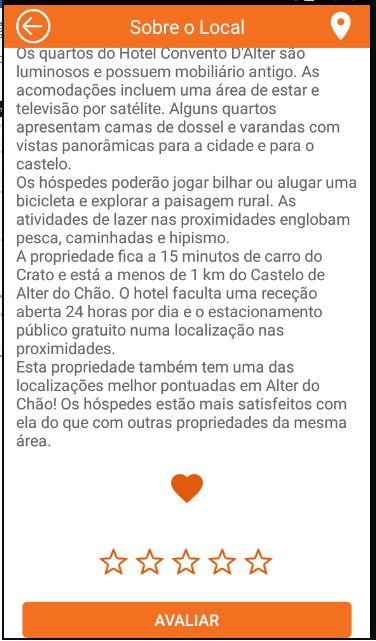 Sobre o Local
Os quartos do Hotel Convento D'Alter são
luminosos e possuem mobiliário antigo. As
acomodações incluem uma área de estar e
televisão por satélite. Alguns quartos
apresentam camas de dossel e varandas com
vistas panorâmicas para a cidade e para o
castelo.
Os hóspedes poderão jogar bilhar ou alugar uma
bicicleta e explorar a paisagem rural. As
atividades de lazer nas proximidades englobam
pesca, caminhadas e hipismo.
A propriedade fica a 15 minutos de carro do
Crato e está a menos de 1 km do Castelo de
Alter do Chão. O hotel faculta uma receção
aberta 24 horas por dia e o estacionamento
público gratuito numa localização nas
proximidades.
Esta propriedade também tem uma das
localizações melhor pontuadas em Alter do
Chão! Os hóspedes estão mais satisfeitos com
ela do que com outras propriedades da mesma
área.
AVALIAR